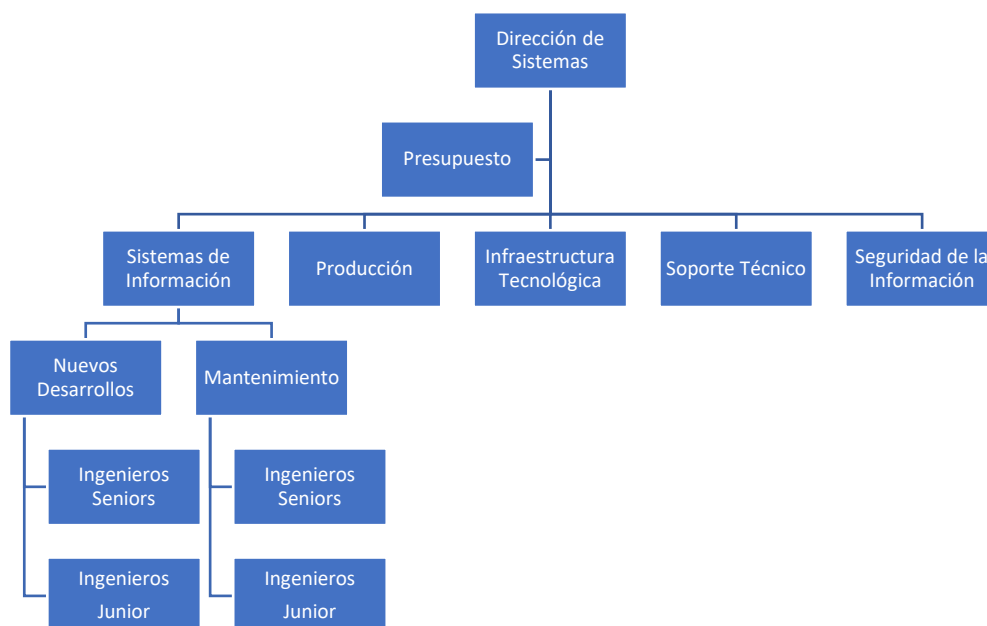 Dirección de
Sistemas
Presupuesto
Sistemas de
Información
Producción
Infraestructura
Tecnológica
Soporte Técnico
Seguridad de la
Información
Nuevos
Desarrollos
Mantenimiento
Ingenieros
Seniors
Ingenieros
Seniors
Ingenieros
Junior
Ingenieros
Junior